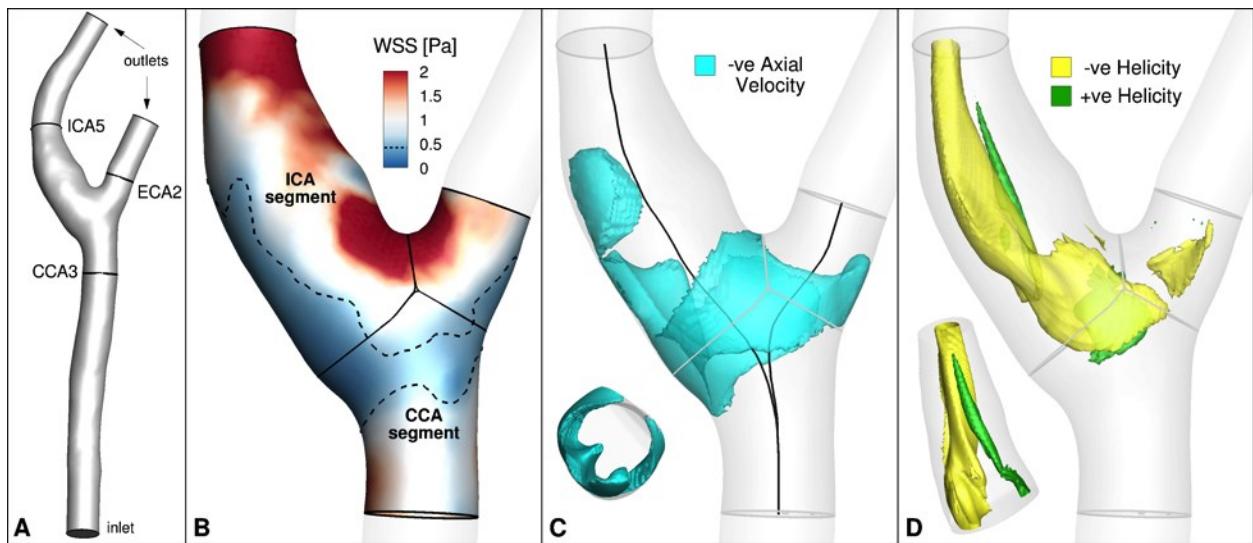 outlets
ICA5
ECA2
CCA3
inlet
A
WSS [Pa]
2
1.5
1
0.5
0
ICA
segment
CCA
segment
B
-ve Axial
Velocity
C
-ve Helicity
+ve Helicity
D